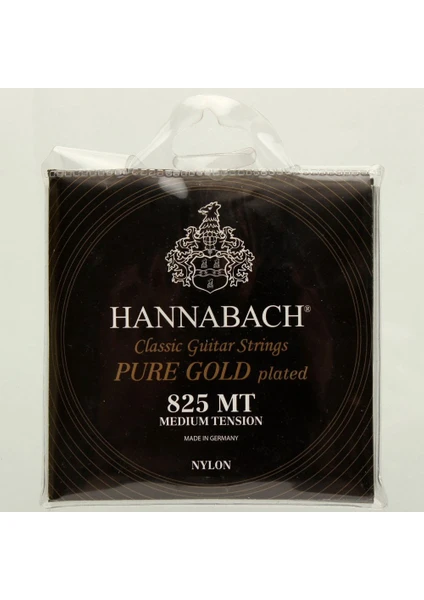 HANNABACH®
Classic Guitar Strings
PURE GOLD plated
825 MT
MEDIUM TENSION
MADE IN GERMANY
NYLON